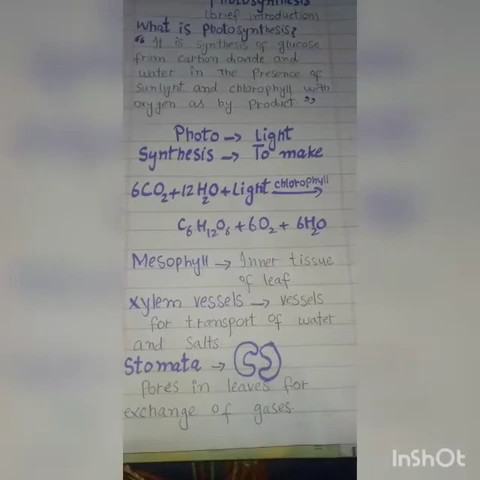 Photosynthesis
(brief introduction)
What is Photosynthesis?
" It is synthesis of glucose
from carbon dioxide and
water in the Presence of
sunlight and chlorophyll with
oxygen as by Product "
Photo → Light
Synthesis → To make
6CO2+12H2O+Light chlorophyll →
C6H12O6+6O2+6H2O
Mesophyll → Inner tissue
of leaf
Xylem vessels → vessels
for transport of water
and salts
Stomata →
Pores in leaves for
exchange of gases.
InShOt